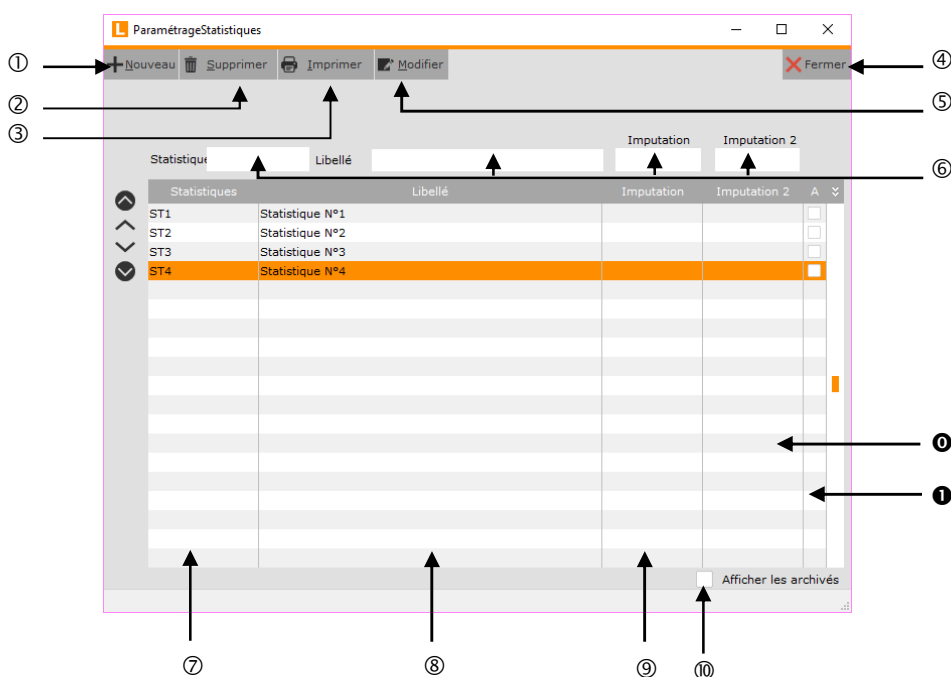 L ParamétrageStatistiques
① Nouveau Supprimer Imprimer Modifier Fermer ④
② ⑤
③
Imputation Imputation 2
Statistique Libellé ⑥
Statistiques Libellé Imputation Imputation 2 A
ST1 Statistique N°1
ST2 Statistique N°2
ST3 Statistique N°3
ST4 Statistique N°4
⓿
❶
Afficher les archivés
⑦ ⑧ ⑨ ⑩